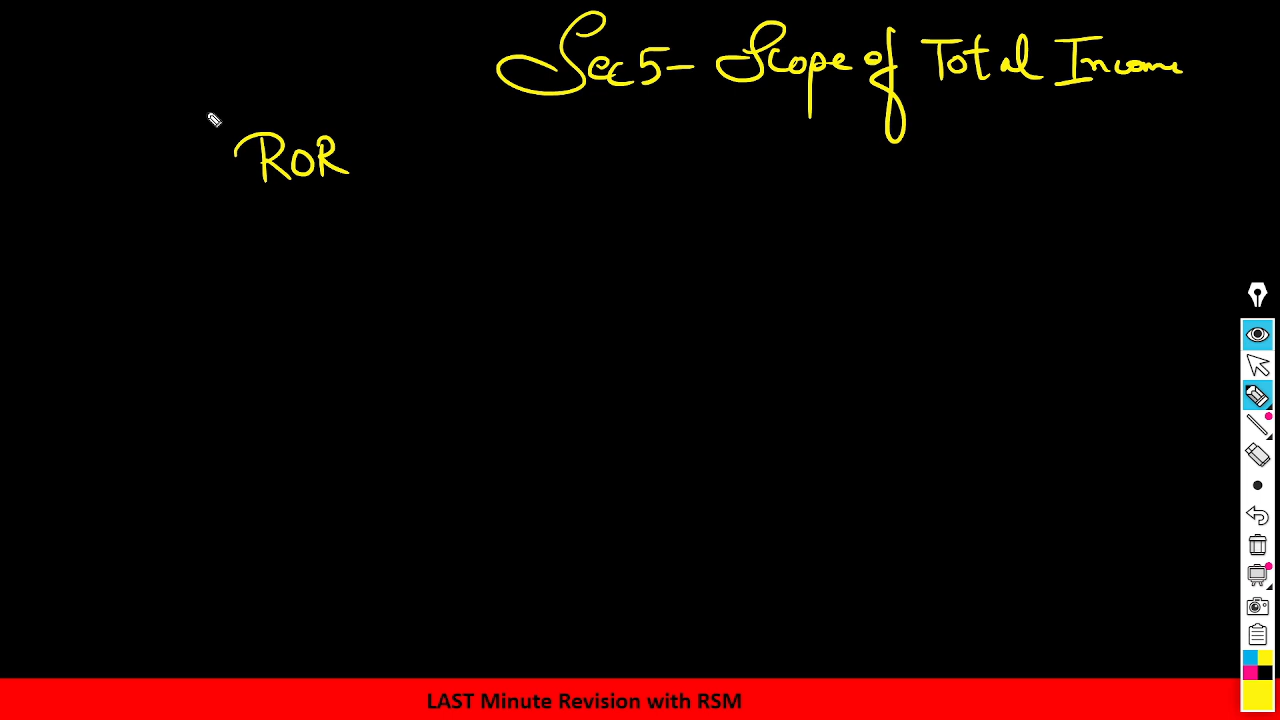 Sec 5- Scope of Total Income
ROR
LAST Minute Revision with RSM